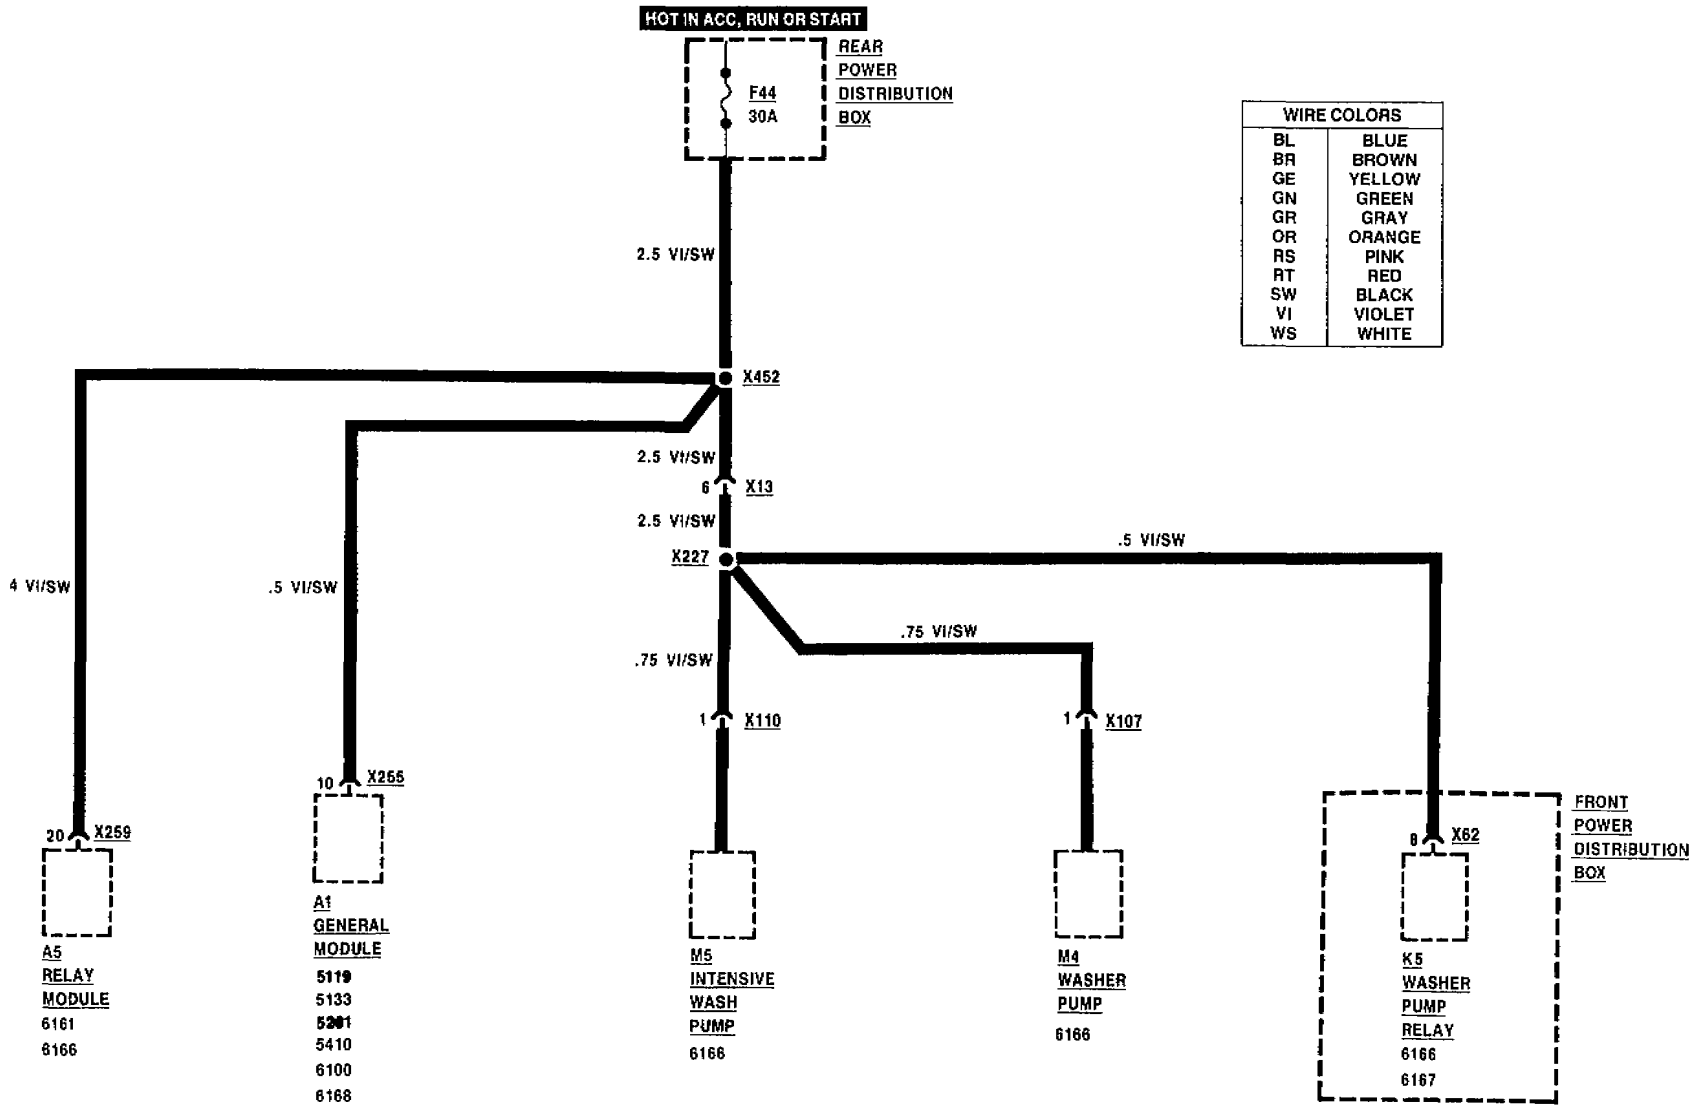 HOT IN ACC, RUN OR START
REAR
POWER
DISTRIBUTION
BOX
F44
30A
WIRE COLORS
BL BLUE
BR BROWN
GE YELLOW
GN GREEN
GR GRAY
OR ORANGE
RS PINK
RT RED
SW BLACK
VI VIOLET
WS WHITE
2.5 VI/SW
X452
2.5 VI/SW
6 X13
2.5 VI/SW
X227
.5 VI/SW
4 VI/SW
.5 VI/SW
.75 VI/SW
.75 VI/SW
1 X110
1 X107
10 X255
20 X259
8 X62
FRONT
POWER
DISTRIBUTION
BOX
A5
RELAY
MODULE
6161
6166
A1
GENERAL
MODULE
5119
5133
5201
5410
6100
6168
M5
INTENSIVE
WASH
PUMP
6166
M4
WASHER
PUMP
6166
K5
WASHER
PUMP
RELAY
6166
6167